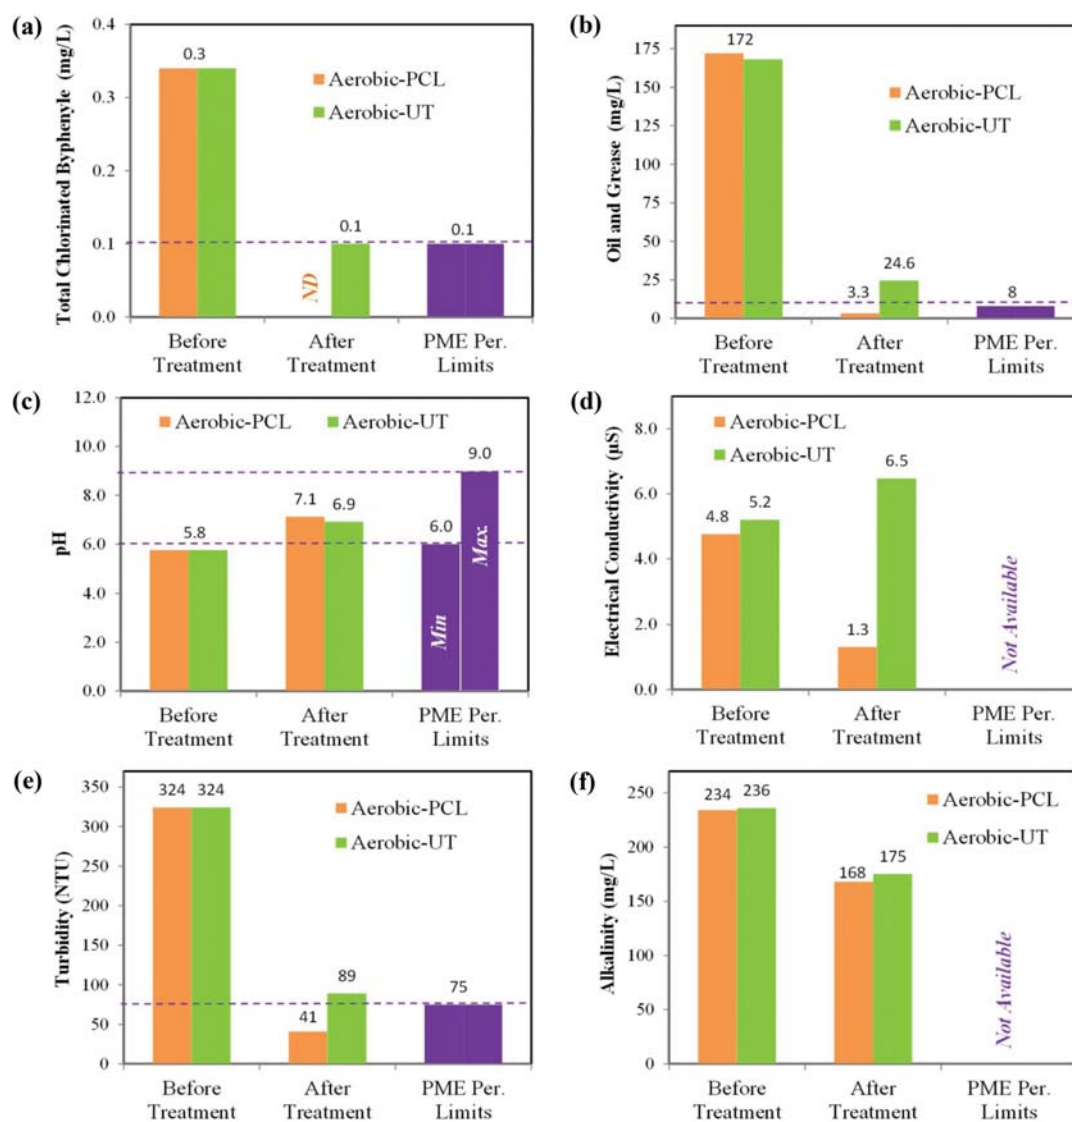 (a)
Total Chlorinated Byphenyle (mg/L)
0.4
0.3
0.2
0.1
0.0
0.3
Aerobic-PCL
Aerobic-UT
ND
0.1
0.1
Before
Treatment
After
Treatment
PME Per.
Limits
(b)
Oil and Grease (mg/L)
175
150
125
100
75
50
25
0
172
Aerobic-PCL
Aerobic-UT
3.3
24.6
8
Before
Treatment
After
Treatment
PME Per.
Limits
(c)
pH
12.0
10.0
8.0
6.0
4.0
2.0
0.0
Aerobic-PCL
Aerobic-UT
5.8
7.1
6.9
6.0
9.0
Min
Max.
Before
Treatment
After
Treatment
PME Per.
Limits
(d)
Electrical Conductivity (µS)
8.0
6.0
4.0
2.0
0.0
Aerobic-PCL
Aerobic-UT
4.8
5.2
1.3
6.5
Not Available
Before
Treatment
After
Treatment
PME Per.
Limits
(e)
Turbidity (NTU)
350
300
250
200
150
100
50
0
324
324
Aerobic-PCL
Aerobic-UT
41
89
75
Before
Treatment
After
Treatment
PME Per.
Limits
(f)
Alkalinity (mg/L)
250
200
150
100
50
0
234
236
Aerobic-PCL
Aerobic-UT
168
175
Not Available
Before
Treatment
After
Treatment
PME Per.
Limits